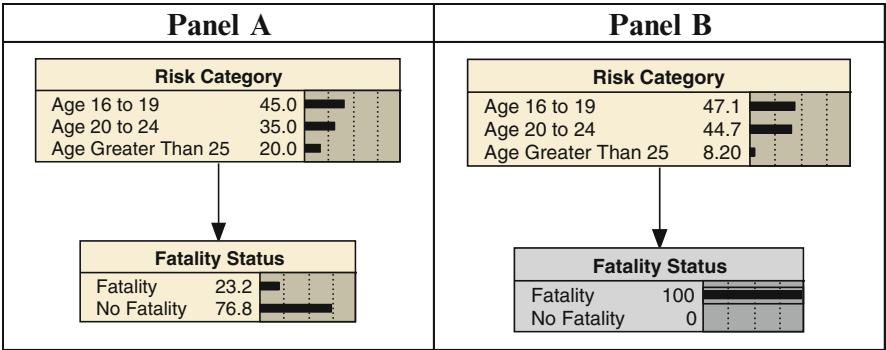 Panel A
Risk Category
Age 16 to 19 45.0
Age 20 to 24 35.0
Age Greater Than 25 20.0
Fatality Status
Fatality 23.2
No Fatality 76.8
Panel B
Risk Category
Age 16 to 19 47.1
Age 20 to 24 44.7
Age Greater Than 25 8.20
Fatality Status
Fatality 100
No Fatality 0